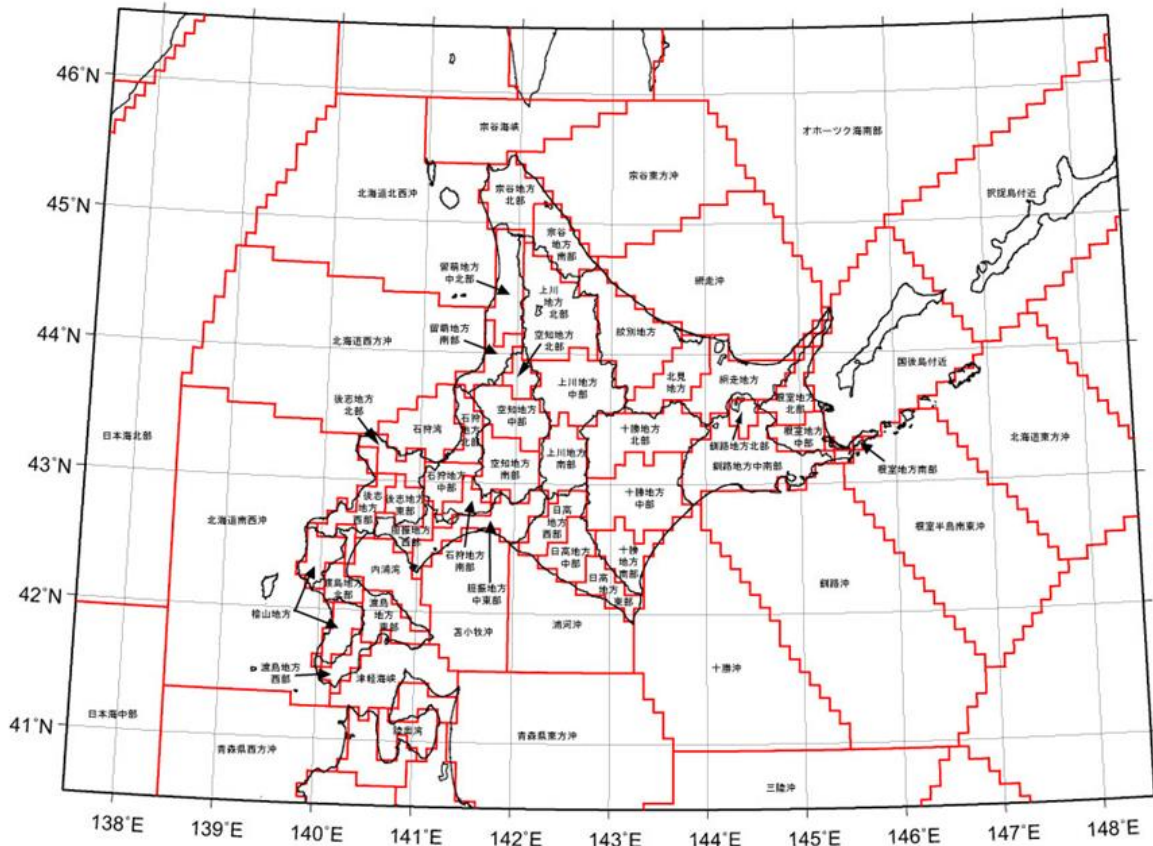 46°N
45°N
44°N
43°N
42°N
41°N
宗谷海峡
オホーツク海南部
宗谷東方沖
択捉島付近
北海道北西沖
宗谷地方
北部
宗谷
地方
南部
留萌地方
中北部
上川
地方
北部
網走沖
紋別地方
留萌地方
南部
空知地方
北部
北海道西方沖
国後島付近
上川地方
中部
北見
地方
網走地方
根室地方
北部
後志地方
北部
石狩湾
石狩
地方
北部
空知地方
中部
十勝地方
北部
釧路地方北部
根室地方
中部
北海道東方沖
日本海北部
上川地方
南部
空知地方
南部
釧路地方中南部
根室地方南部
石狩地方
中部
十勝地方
中部
後志
地方
西部
後志地方
東部
北海道南西沖
胆振地方
西部
日高
地方
西部
根室半島南東沖
石狩地方
南部
日高地方
中部
十勝
地方
南部
内浦湾
胆振地方
中東部
日高
地方
東部
釧路沖
渡島地方
北部
檜山地方
渡島
地方
東部
苫小牧沖
浦河沖
十勝沖
渡島地方
西部
津軽海峡
日本海中部
青森県西方沖
陸奥湾
青森県東方沖
三陸沖
138°E
139°E
140°E
141°E
142°E
143°E
144°E
145°E
146°E
147°E
148°E